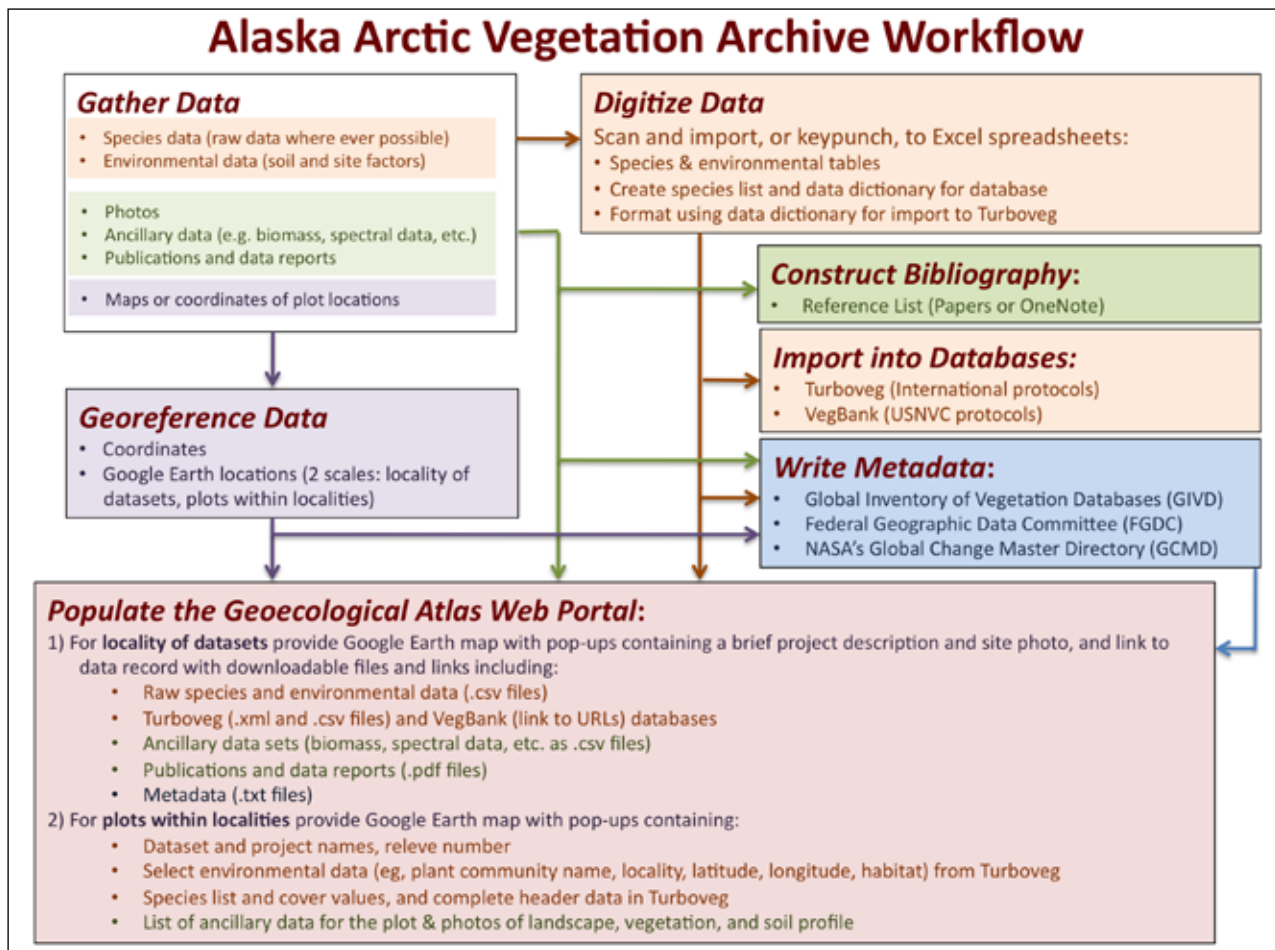 Alaska Arctic Vegetation Archive Workflow
Gather Data
• Species data (raw data where ever possible)
• Environmental data (soil and site factors)
• Photos
• Ancillary data (e.g. biomass, spectral data, etc.)
• Publications and data reports
• Maps or coordinates of plot locations
Digitize Data
Scan and import, or keypunch, to Excel spreadsheets:
• Species & environmental tables
• Create species list and data dictionary for database
• Format using data dictionary for import to Turboveg
Construct Bibliography:
• Reference List (Papers or OneNote)
Import into Databases:
• Turboveg (International protocols)
• VegBank (USNVC protocols)
Georeference Data
• Coordinates
• Google Earth locations (2 scales: locality of
datasets, plots within localities)
Write Metadata:
• Global Inventory of Vegetation Databases (GIVD)
• Federal Geographic Data Committee (FGDC)
• NASA's Global Change Master Directory (GCMD)
Populate the Geoecological Atlas Web Portal:
1) For locality of datasets provide Google Earth map with pop-ups containing a brief project description and site photo, and link to
data record with downloadable files and links including:
• Raw species and environmental data (.csv files)
• Turboveg (.xml and .csv files) and VegBank (link to URLs) databases
• Ancillary data sets (biomass, spectral data, etc. as .csv files)
• Publications and data reports (.pdf files)
• Metadata (.txt files)
2) For plots within localities provide Google Earth map with pop-ups containing:
• Dataset and project names, releve number
• Select environmental data (eg, plant community name, locality, latitude, longitude, habitat) from Turboveg
• Species list and cover values, and complete header data in Turboveg
• List of ancillary data for the plot & photos of landscape, vegetation, and soil profile